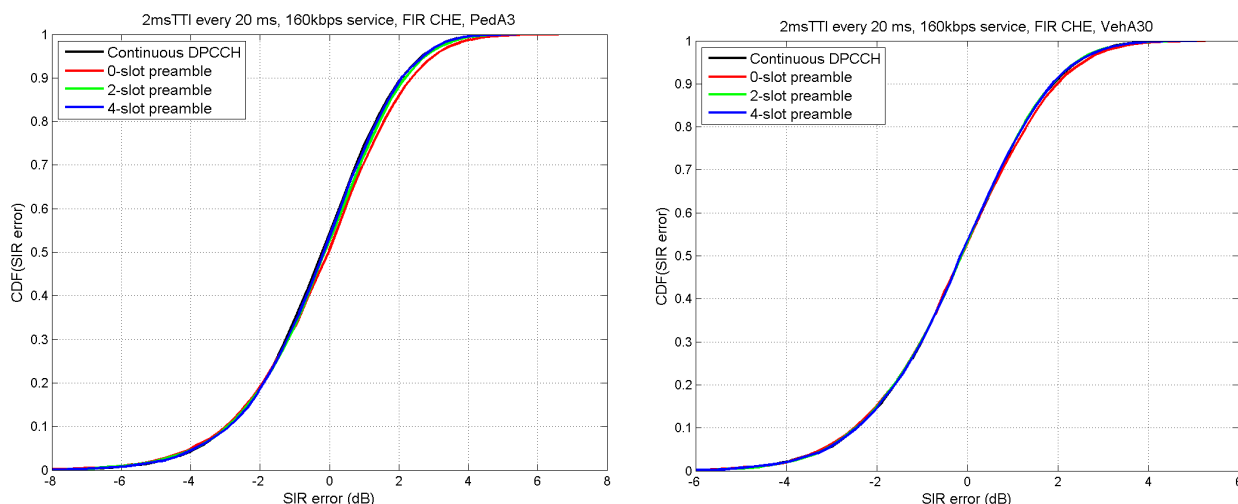 2msTTI every 20 ms, 160kbps service, FIR CHE, PedA3
Continuous DPCCH
0-slot preamble
2-slot preamble
4-slot preamble
CDF(SIR error)
1
0.9
0.8
0.7
0.6
0.5
0.4
0.3
0.2
0.1
0
-8
-6
-4
-2
0
2
4
6
8
SIR error (dB)
2msTTI every 20 ms, 160kbps service, FIR CHE, VehA30
Continuous DPCCH
0-slot preamble
2-slot preamble
4-slot preamble
CDF(SIR error)
1
0.9
0.8
0.7
0.6
0.5
0.4
0.3
0.2
0.1
0
-6
-4
-2
0
2
4
6
SIR error (dB)